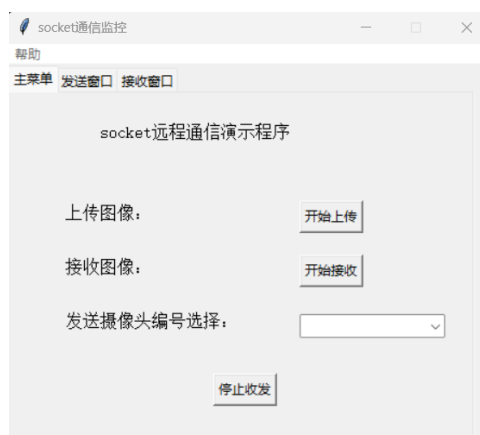 socket通信监控
帮助
主菜单 发送窗口 接收窗口
socket远程通信演示程序
上传图像: 开始上传
接收图像: 开始接收
发送摄像头编号选择:
停止收发